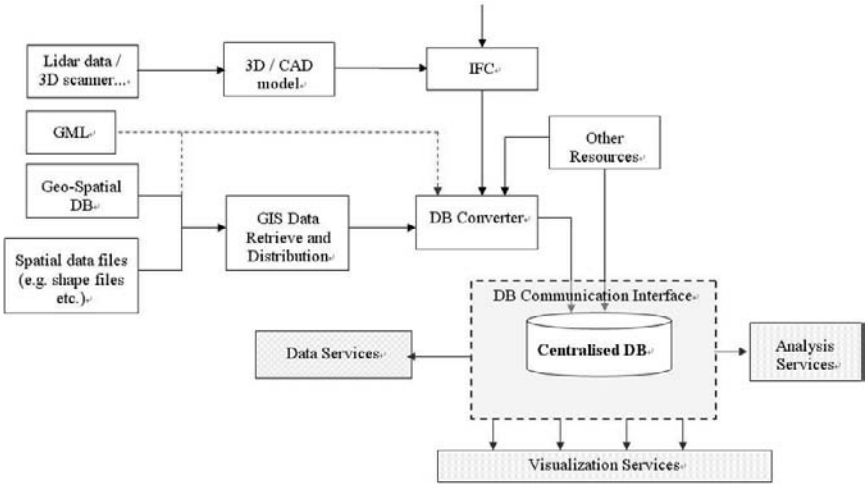 Lidar data /
3D scanner...
3D / CAD
model
IFC
GML
Other
Resources
Geo-Spatial
DB
GIS Data
Retrieve and
Distribution
DB Converter
Spatial data files
(e.g. shape files
etc.)
DB Communication Interface
Centralised DB
Data Services
Analysis
Services
Visualization Services